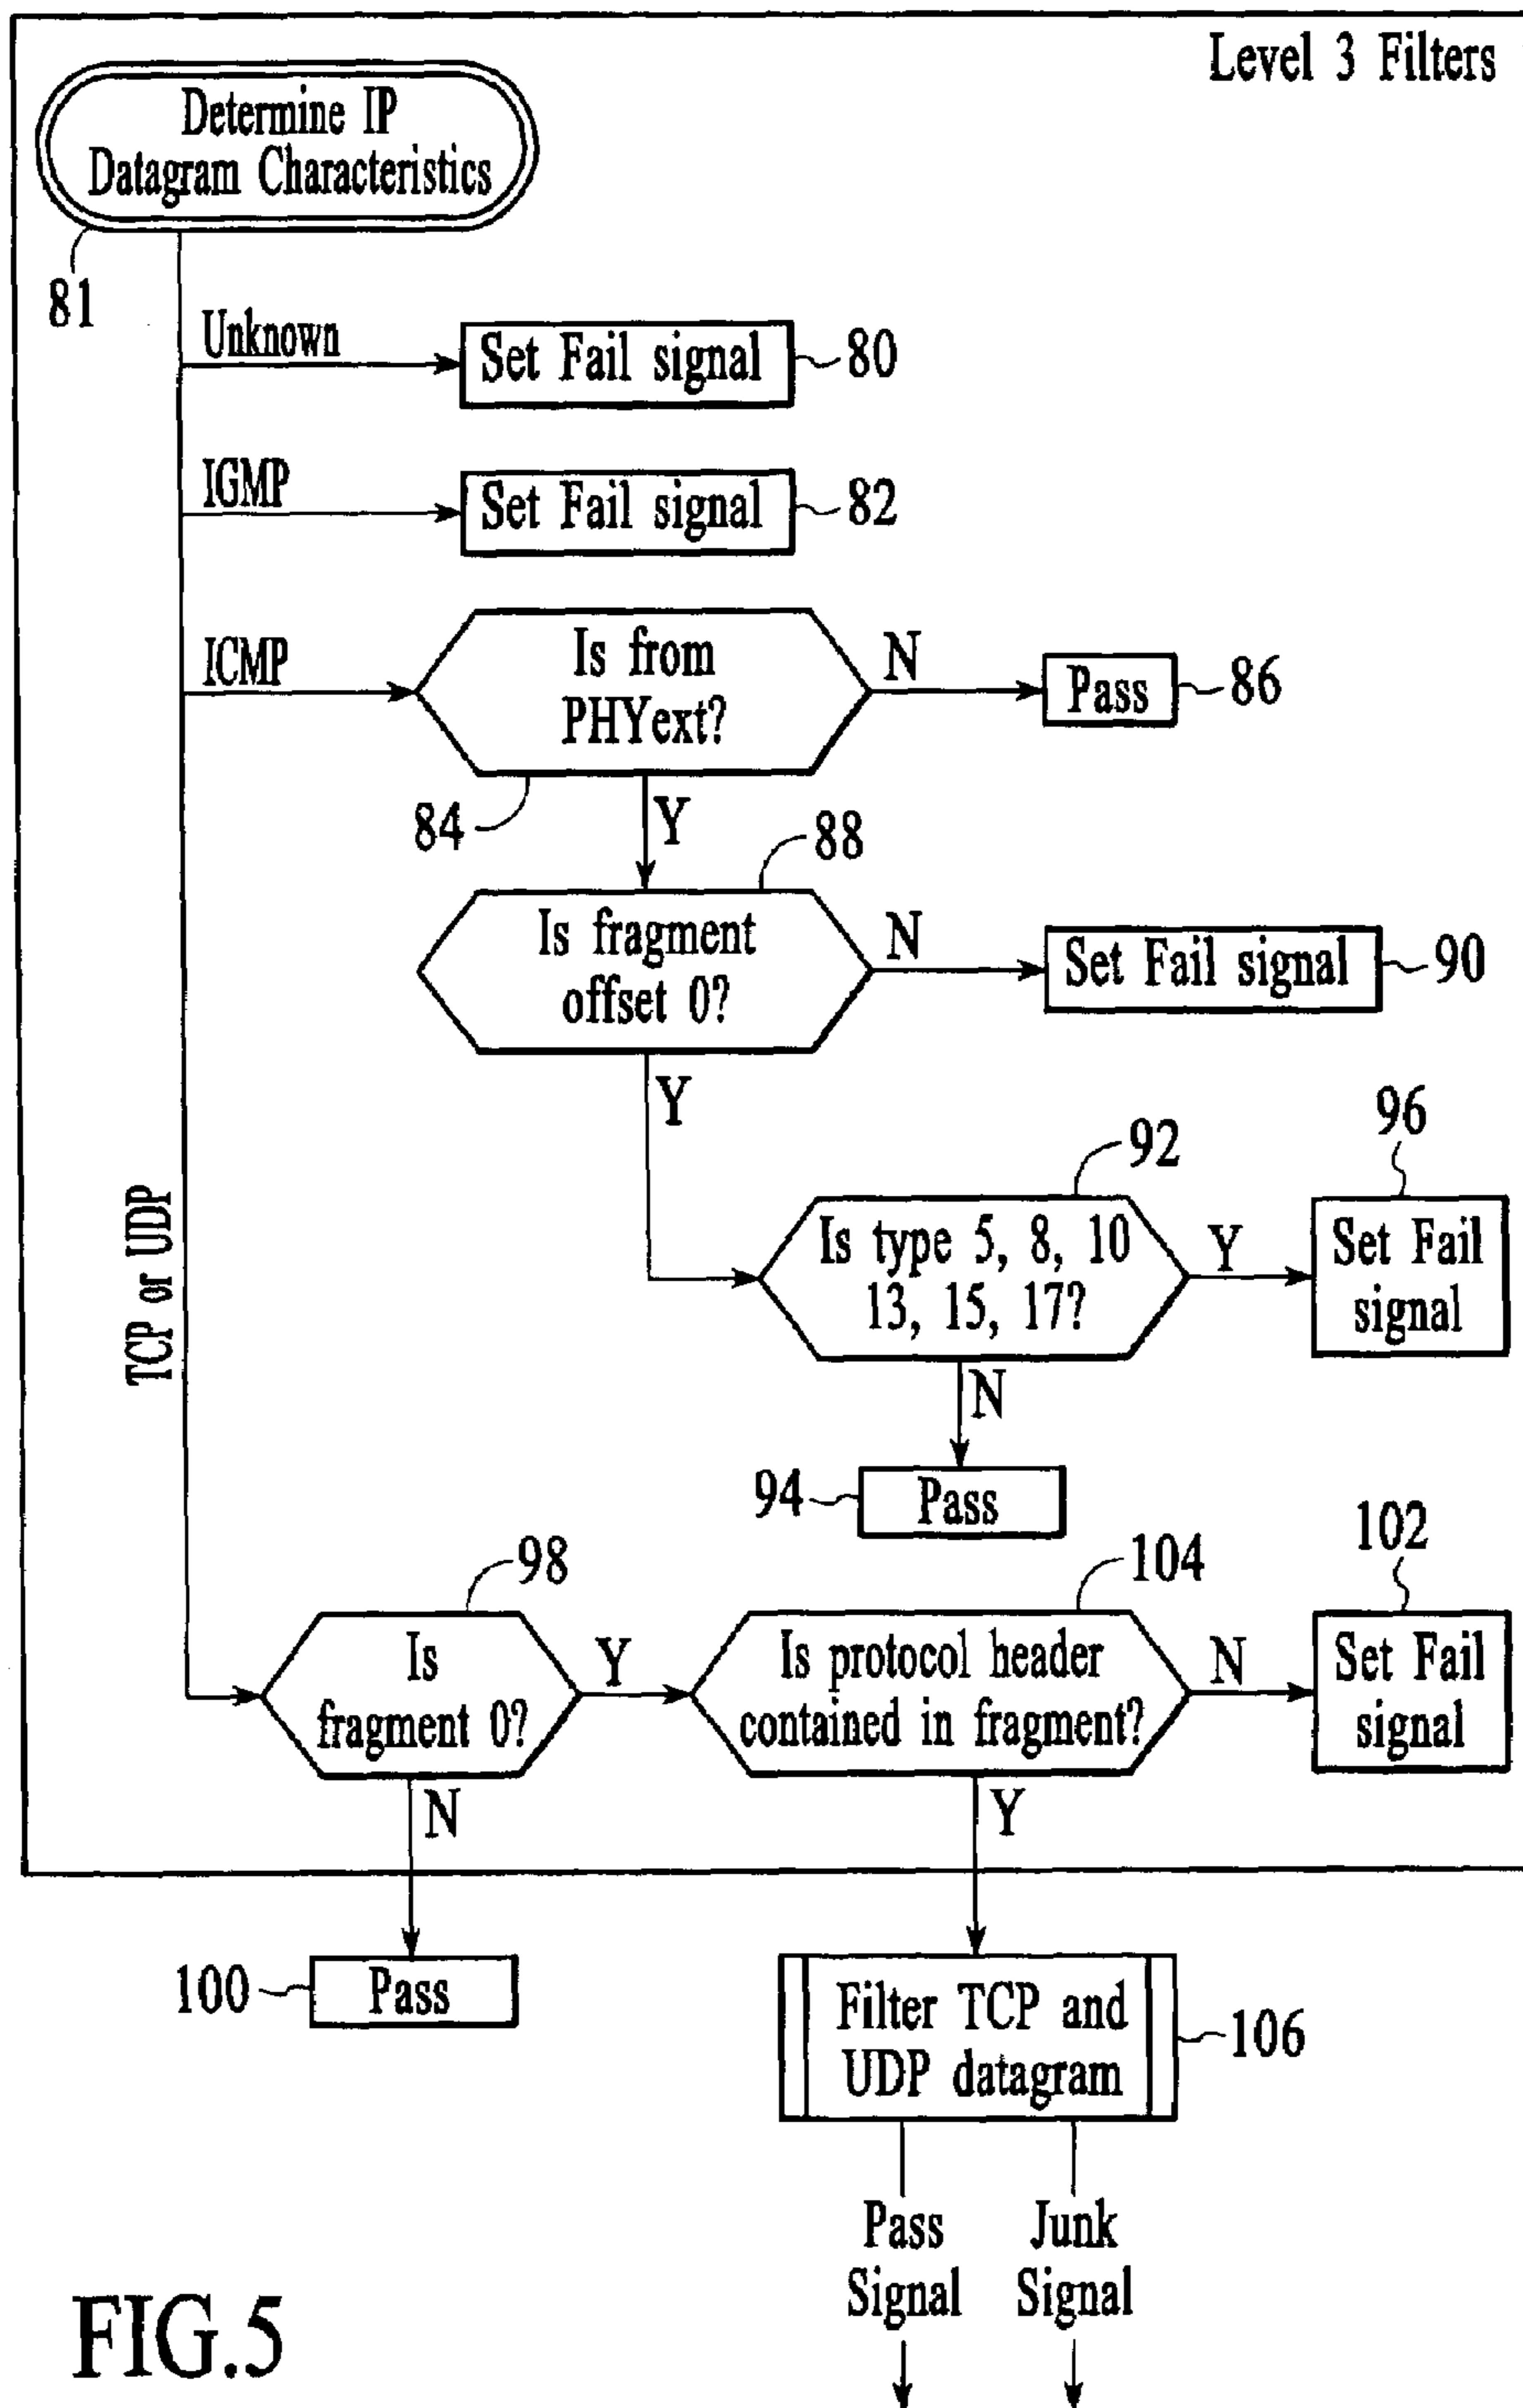 Level 3 Filters
Determine IP
Datagram Characteristics
81
Unknown
Set Fail signal
80
IGMP
Set Fail signal
82
ICMP
Is from
PHYext?
N
Pass
86
84
Y
88
Is fragment
offset 0?
N
Set Fail signal
90
Y
92
96
Is type 5, 8, 10
13, 15, 17?
Y
Set Fail
signal
N
94
Pass
TCP or UDP
98
104
102
Is
fragment 0?
Y
Is protocol header
contained in fragment?
N
Set Fail
signal
N
Y
100
Pass
Filter TCP and
UDP datagram
106
Pass
Signal
Junk
Signal
FIG.5